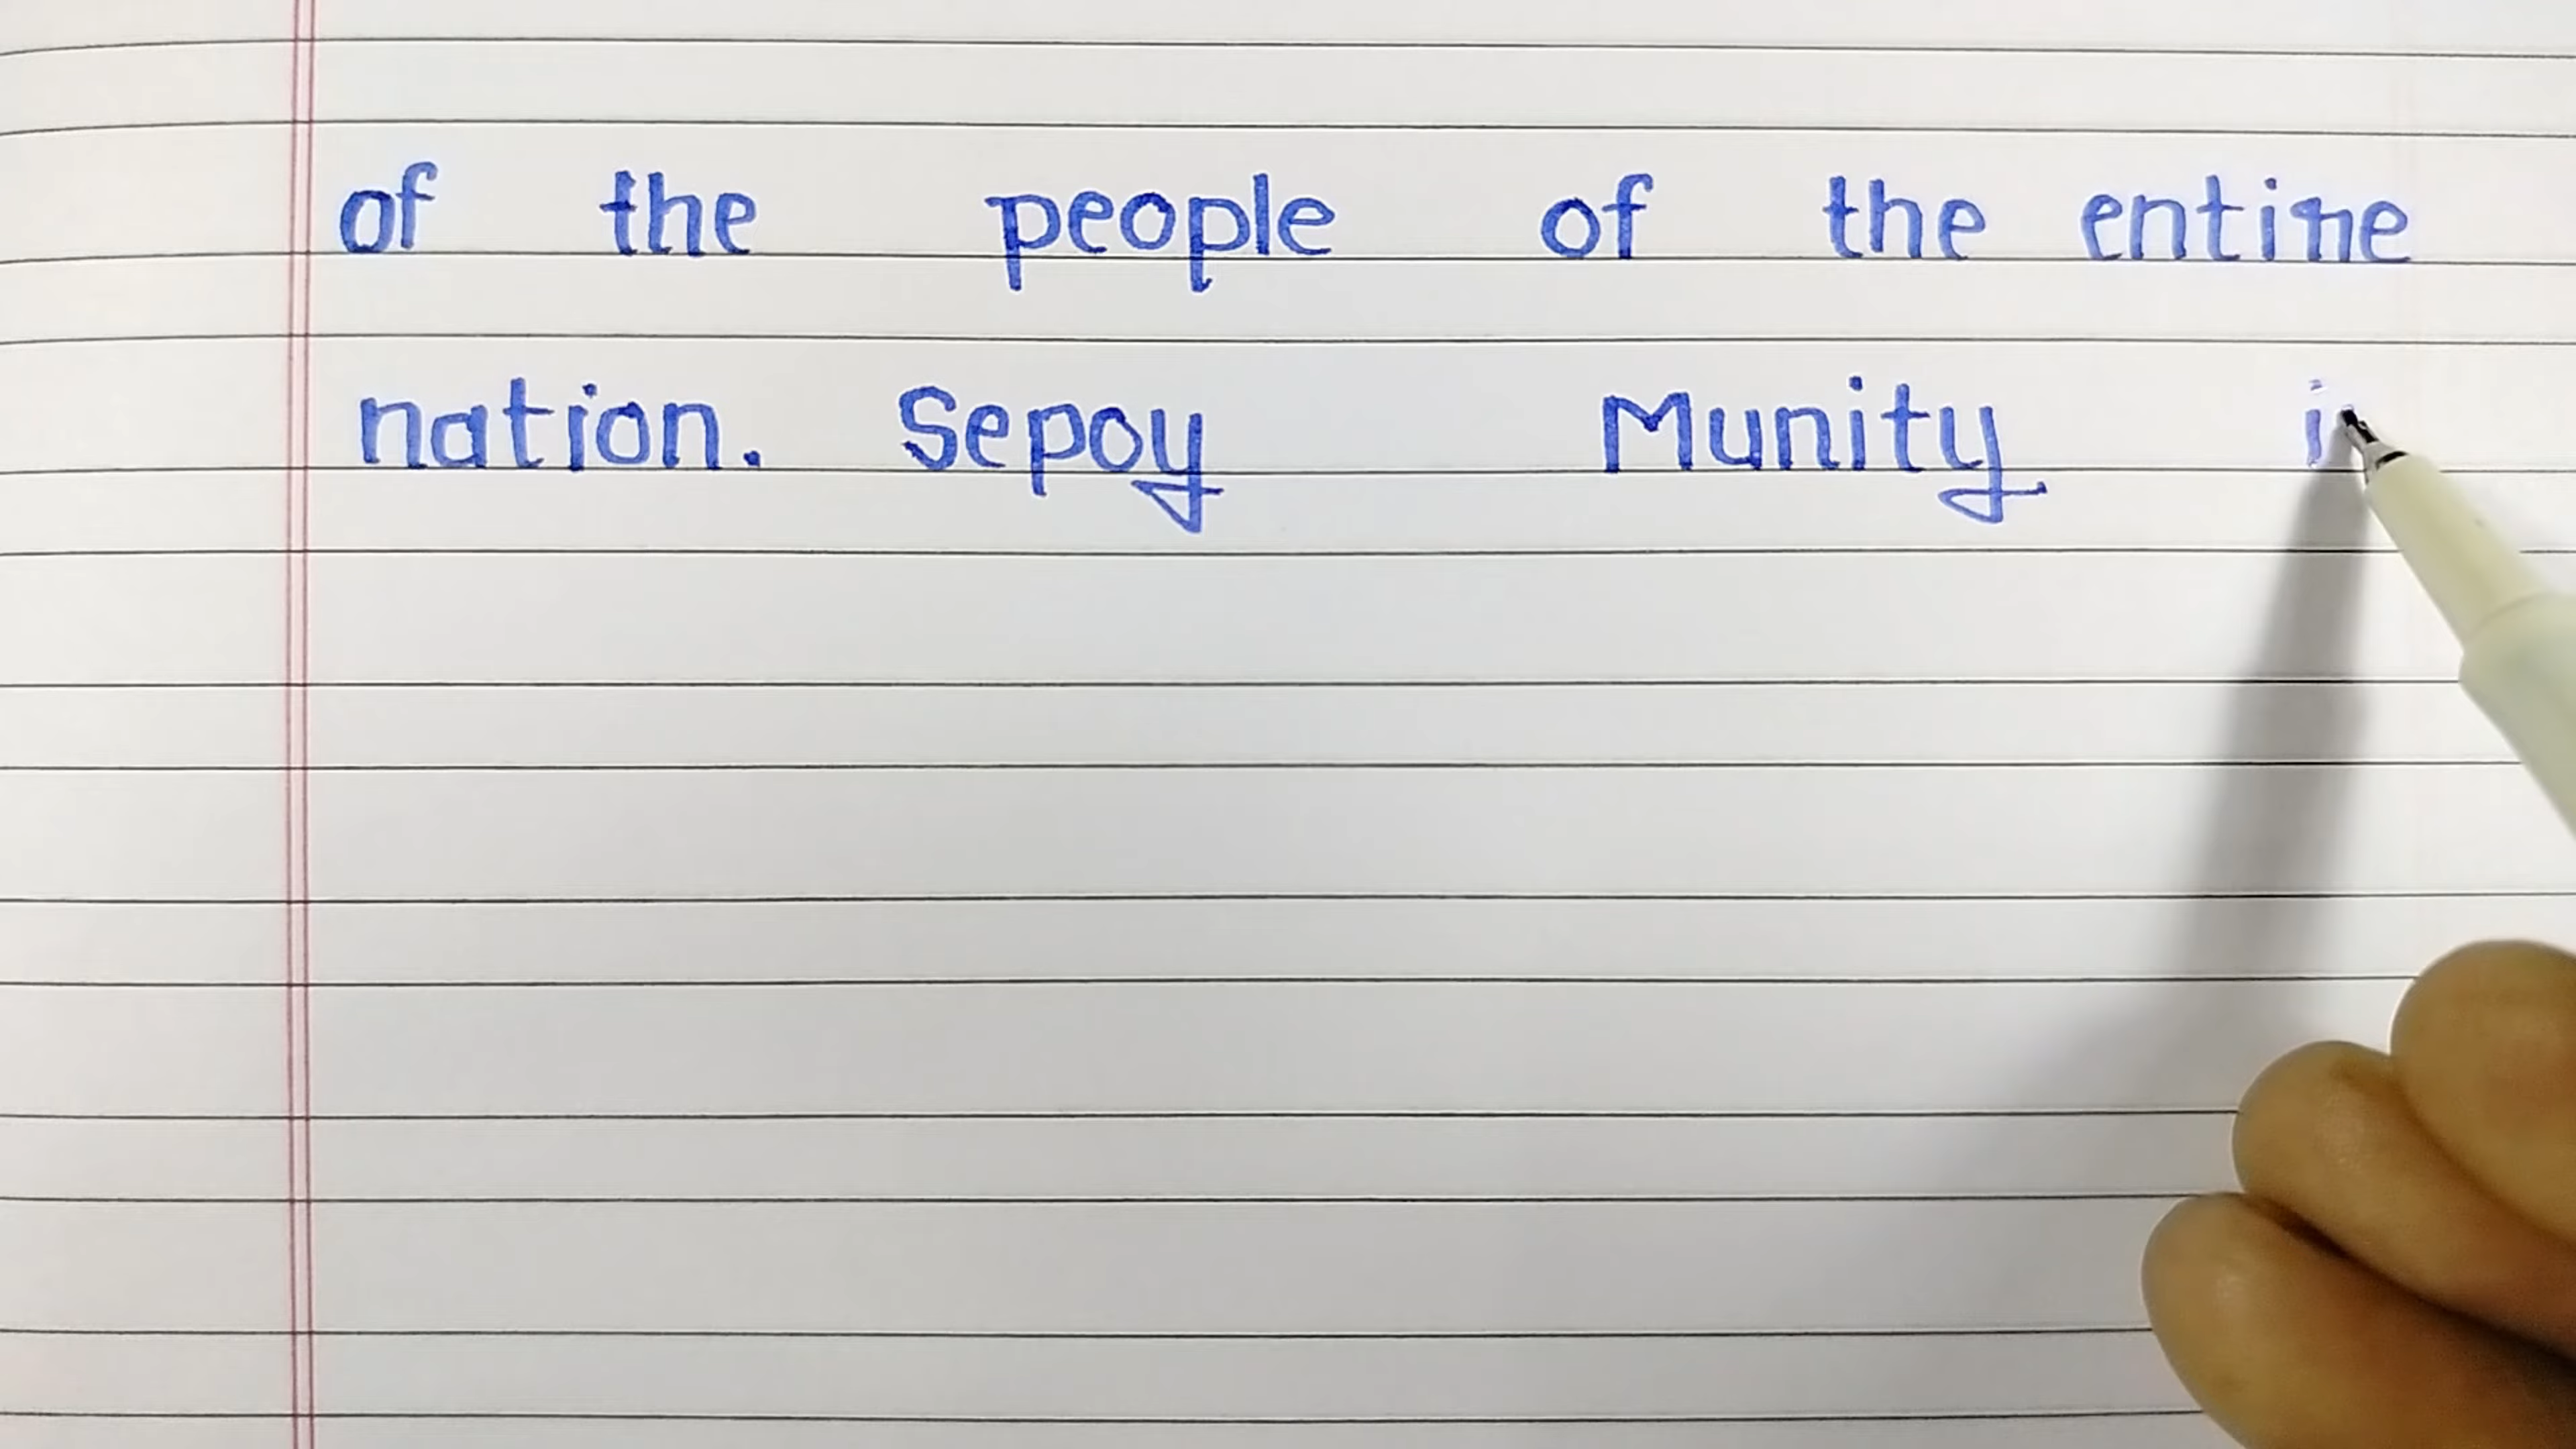 of the people of the entire
nation. Sepoy Munity i